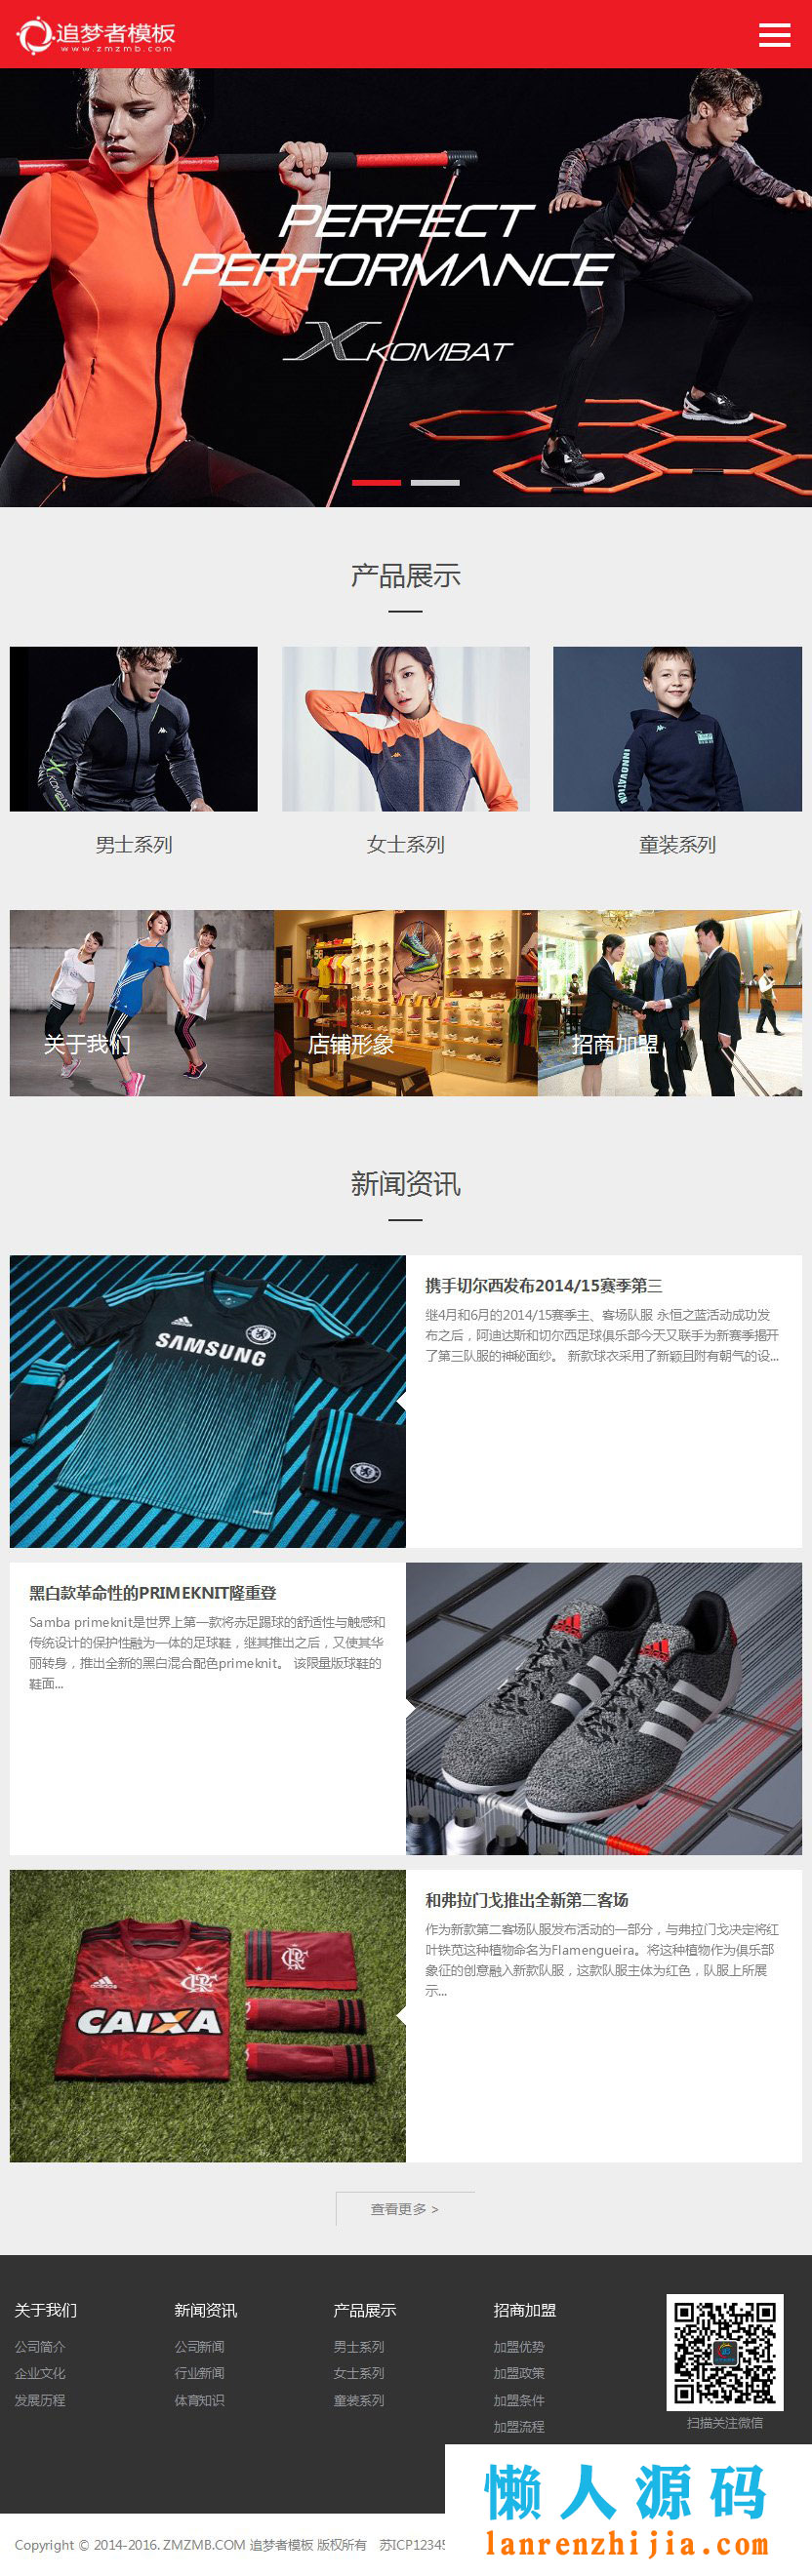 追梦者模板
www.zmzmb.com
PERFECT
PERFORMANCE
X KOMBAT
产品展示
KOMBAT
INNOVATION
男士系列
女士系列
童装系列
关于我们
店铺形象
招商加盟
新闻资讯
SAMSUNG
携手切尔西发布2014/15赛季第三
继4月和6月的2014/15赛季主、客场队服 永恒之蓝活动成功发
布之后，阿迪达斯和切尔西足球俱乐部今天又联手为新赛季揭开
了第三队服的神秘面纱。 新款球衣采用了新颖且附有朝气的设...
黑白款革命性的PRIMEKNIT隆重登
Samba primeknit是世界上第一款将赤足踢球的舒适性与触感和
传统设计的保护性融为一体的足球鞋，继其推出之后，又使其华
丽转身，推出全新的黑白混合配色primeknit。 该限量版球鞋的
鞋面...
adidas
CAIXA
和弗拉门戈推出全新第二客场
作为新款第二客场队服发布活动的一部分，与弗拉门戈决定将红
叶铁苋这种植物命名为Flamengueira。将这种植物作为俱乐部
象征的创意融入新款队服，这款队服主体为红色，队服上所展
示...
查看更多 >
关于我们
公司简介
企业文化
发展历程
新闻资讯
公司新闻
行业新闻
体育知识
产品展示
男士系列
女士系列
童装系列
招商加盟
加盟优势
加盟政策
加盟条件
加盟流程
扫描关注微信
Copyright © 2014-2016. ZMZMB.COM 追梦者模板 版权所有 苏ICP12345
懒人源码
lanrenzhijia.com